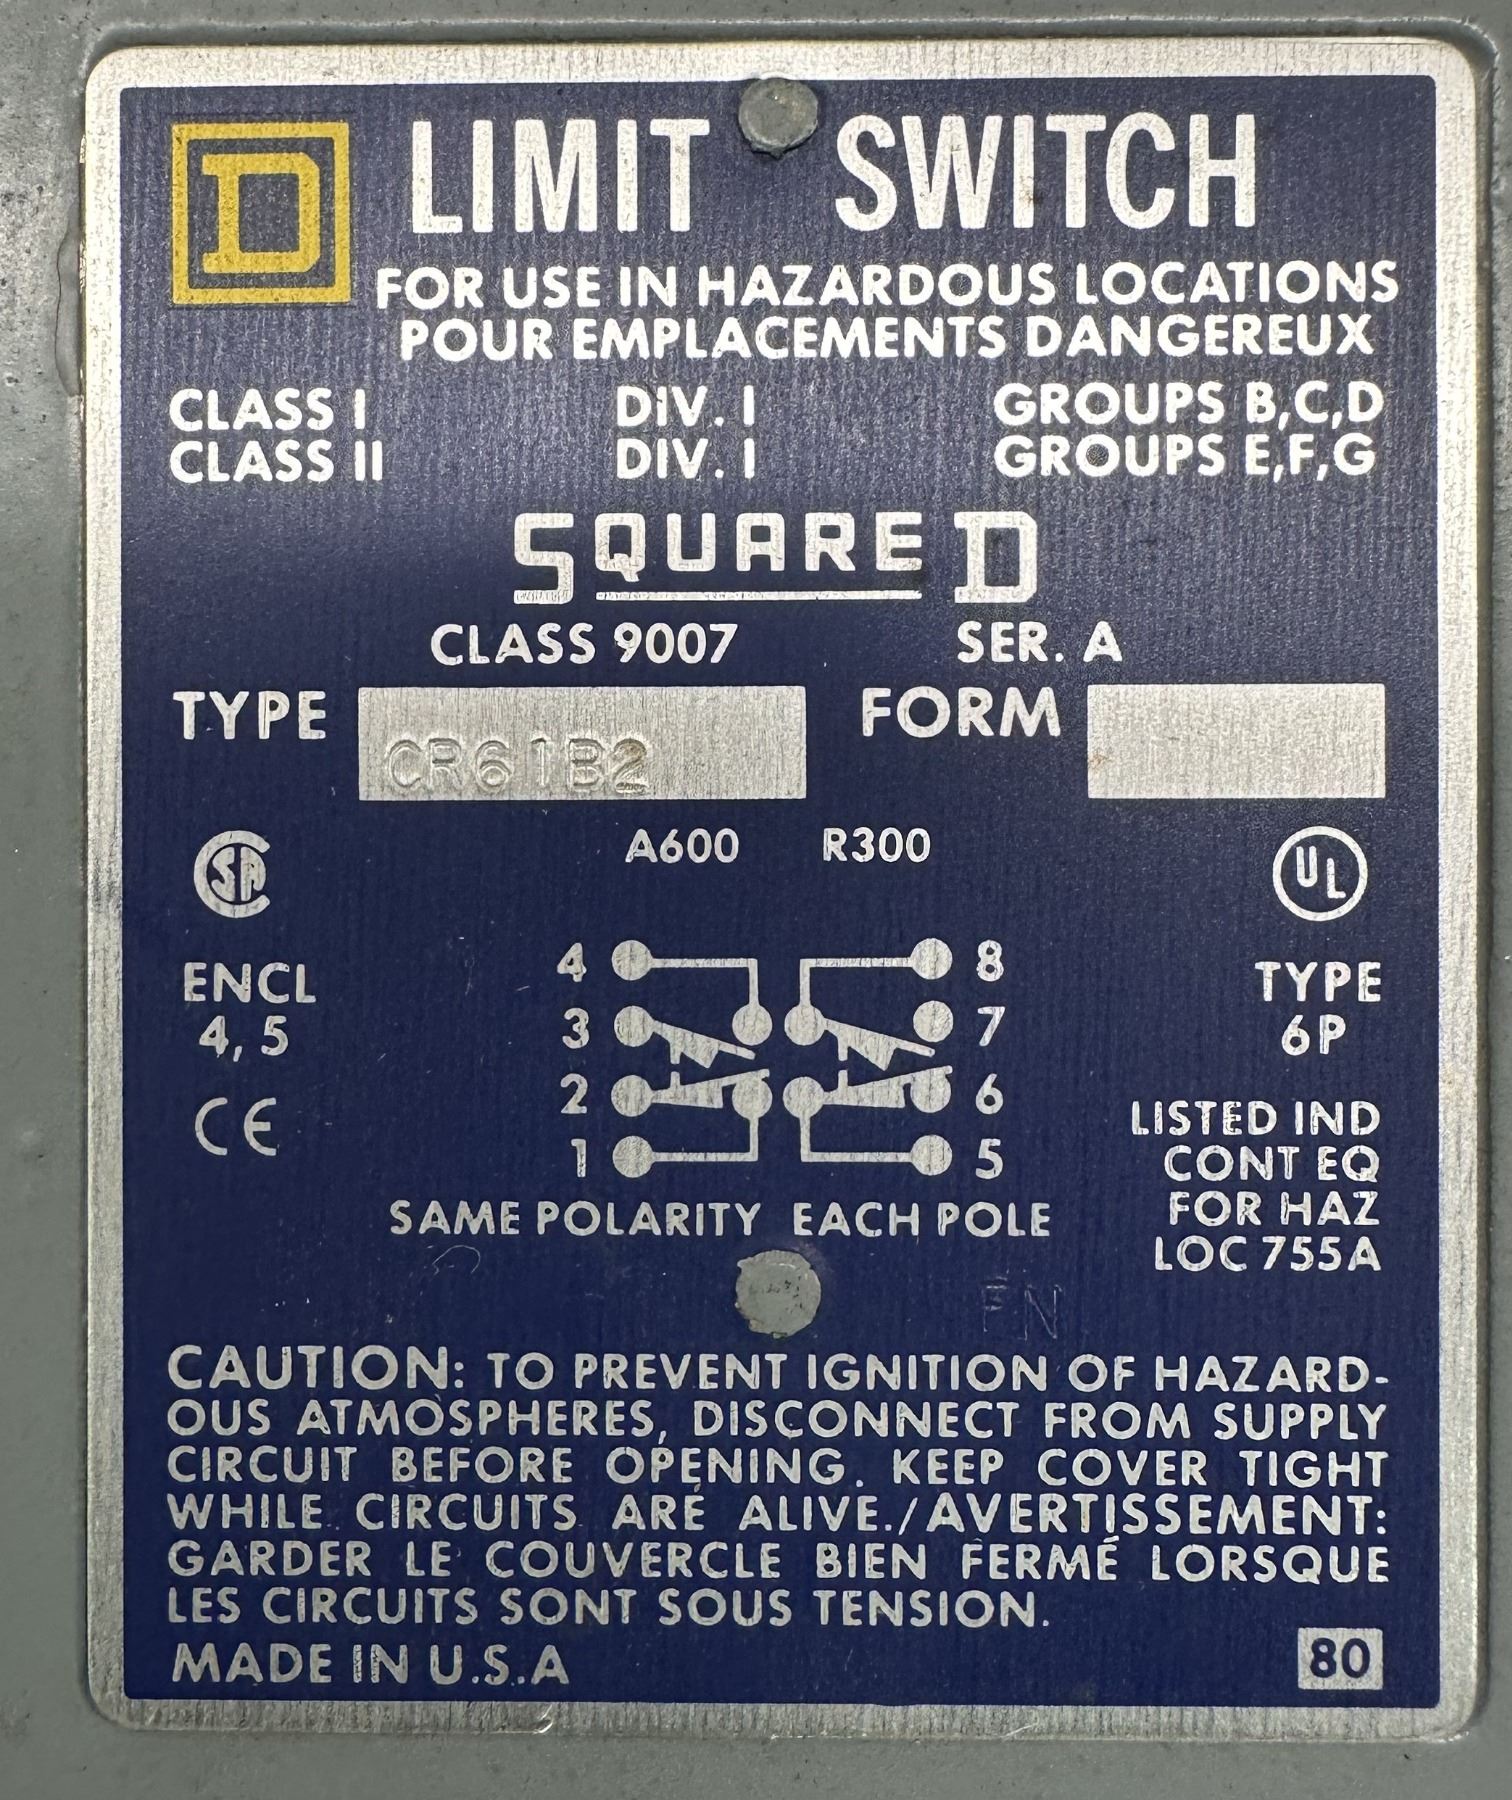 D LIMIT SWITCH
FOR USE IN HAZARDOUS LOCATIONS
POUR EMPLACEMENTS DANGEREUX
CLASS I DIV. I GROUPS B,C,D
CLASS II DIV. I GROUPS E,F,G
SQUARE D
CLASS 9007 SER. A
TYPE CR61B2 FORM
A600 R300
CSA
UL
ENCL
4, 5
CE
4 8
3 7
2 6
1 5
SAME POLARITY EACH POLE
TYPE
6P
LISTED IND
CONT EQ
FOR HAZ
LOC 755A
FN
CAUTION: TO PREVENT IGNITION OF HAZARD-
OUS ATMOSPHERES, DISCONNECT FROM SUPPLY
CIRCUIT BEFORE OPENING. KEEP COVER TIGHT
WHILE CIRCUITS ARE ALIVE./AVERTISSEMENT:
GARDER LE COUVERCLE BIEN FERMÉ LORSQUE
LES CIRCUITS SONT SOUS TENSION.
MADE IN U.S.A 80